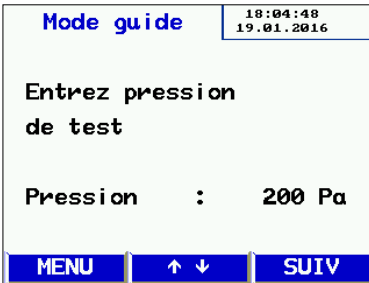 Mode guide
18:04:48
19.01.2016
Entrez pression
de test
Pression : 200 Pa
MENU ↑ ↓ SUIV